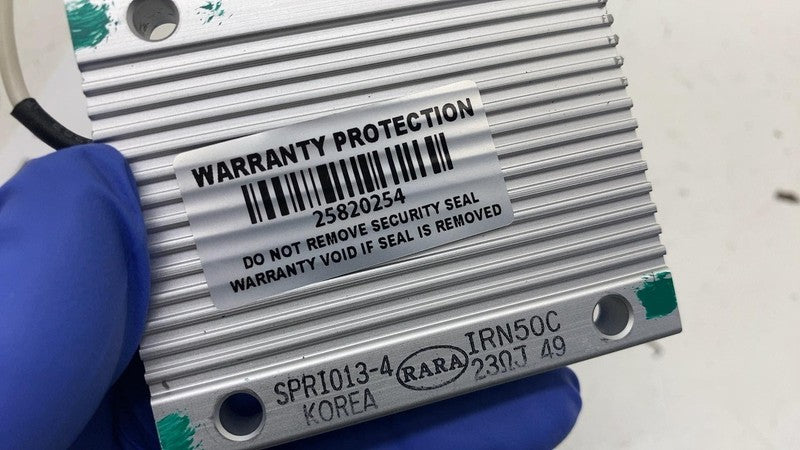 WARRANTY PROTECTION
25820254
DO NOT REMOVE SECURITY SEAL
WARRANTY VOID IF SEAL IS REMOVED
SPRI013-4 RARA IRN50C
KOREA 23ΩJ 49